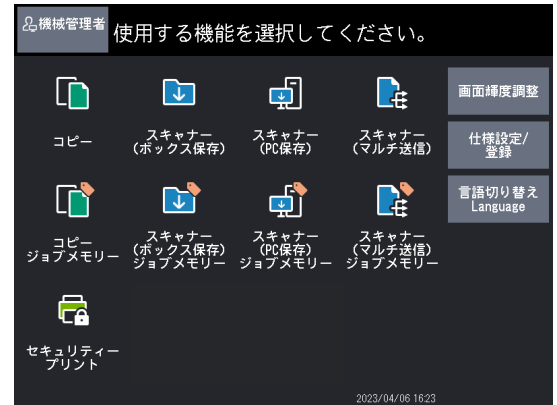 機械管理者
使用する機能を選択してください。
コピー
スキャナー
(ボックス保存)
スキャナー
(PC保存)
スキャナー
(マルチ送信)
画面輝度調整
仕様設定/
登録
言語切り替え
Language
コピー
ジョブメモリー
スキャナー
(ボックス保存)
ジョブメモリー
スキャナー
(PC保存)
ジョブメモリー
スキャナー
(マルチ送信)
ジョブメモリー
セキュリティー
プリント
2023/04/06 16:23